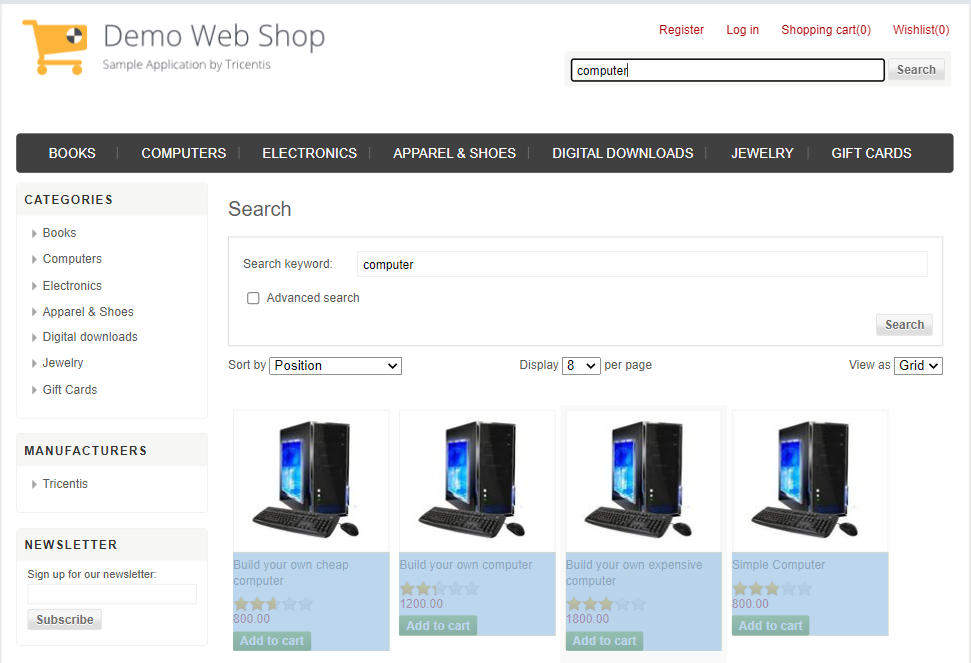 Demo Web Shop
Sample Application by Tricentis
Register Log in Shopping cart(0) Wishlist(0)
computer Search
BOOKS COMPUTERS ELECTRONICS APPAREL & SHOES DIGITAL DOWNLOADS JEWELRY GIFT CARDS
CATEGORIES
Books
Computers
Electronics
Apparel & Shoes
Digital downloads
Jewelry
Gift Cards
MANUFACTURERS
Tricentis
NEWSLETTER
Sign up for our newsletter:
Subscribe
Search
Search keyword: computer
Advanced search
Search
Sort by Position Display 8 per page View as Grid
Build your own cheap
computer
800.00
Add to cart
Build your own computer
1200.00
Add to cart
Build your own expensive
computer
1800.00
Add to cart
Simple Computer
800.00
Add to cart